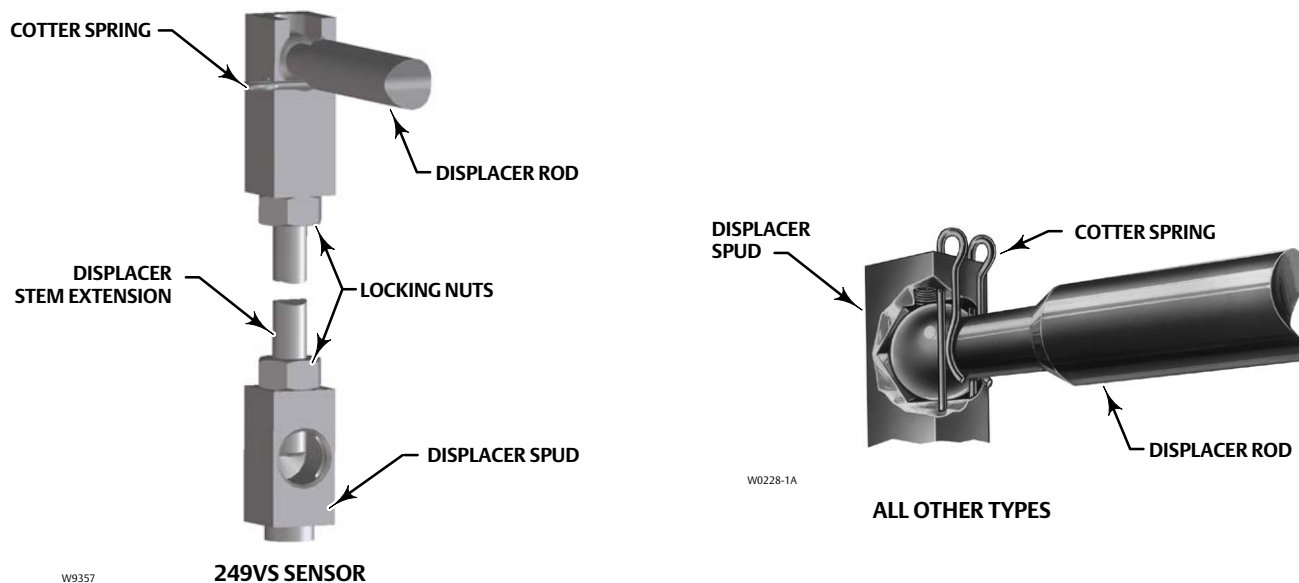 COTTER SPRING
DISPLACER ROD
DISPLACER
STEM EXTENSION
LOCKING NUTS
DISPLACER SPUD
W9357
249VS SENSOR
DISPLACER
SPUD
COTTER SPRING
DISPLACER ROD
W0228-1A
ALL OTHER TYPES